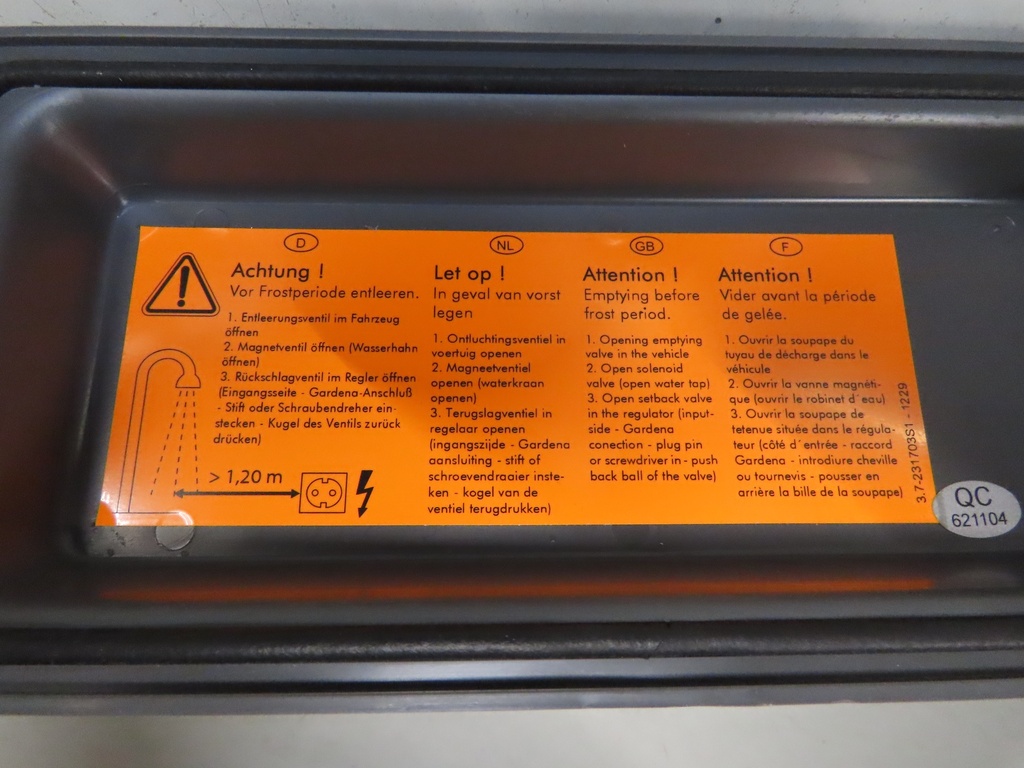 D
Achtung !
Vor Frostperiode entleeren.
1. Entleerungsventil im Fahrzeug
öffnen
2. Magnetventil öffnen (Wasserhahn
öffnen)
3. Rückschlagventil im Regler öffnen
(Eingangsseite - Gardena-Anschluß
- Stift oder Schraubendreher ein-
stecken - Kugel des Ventils zurück
drücken)
> 1,20 m
NL
Let op !
In geval van vorst
legen
1. Ontluchtingsventiel in
voertuig openen
2. Magneetventiel
openen (waterkraan
openen)
3. Terugslagventiel in
regelaar openen
(ingangszijde - Gardena
aansluiting - stift of
schroevendraaier inste-
ken - kogel van de
ventiel terugdrukken)
GB
Attention !
Emptying before
frost period.
1. Opening emptying
valve in the vehicle
2. Open solenoid
valve (open water tap)
3. Open setback valve
in the regulator (input-
side - Gardena
conection - plug pin
or screwdriver in - push
back ball of the valve)
F
Attention !
Vider avant la période
de gelée.
1. Ouvrir la soupape du
tuyau de dècharge dans le
véhicule
2. Ouvrir la vanne magnéti-
que (ouvrir le robinet d´eau)
3. Ouvrir la soupape de
tetenue située dans le régula-
teur (côté d´entrée - raccord
Gardena - introdiure cheville
ou tournevis - pousser en
arrière la bille de la soupape)
3.7-231703S1 - 1229
QC
621104